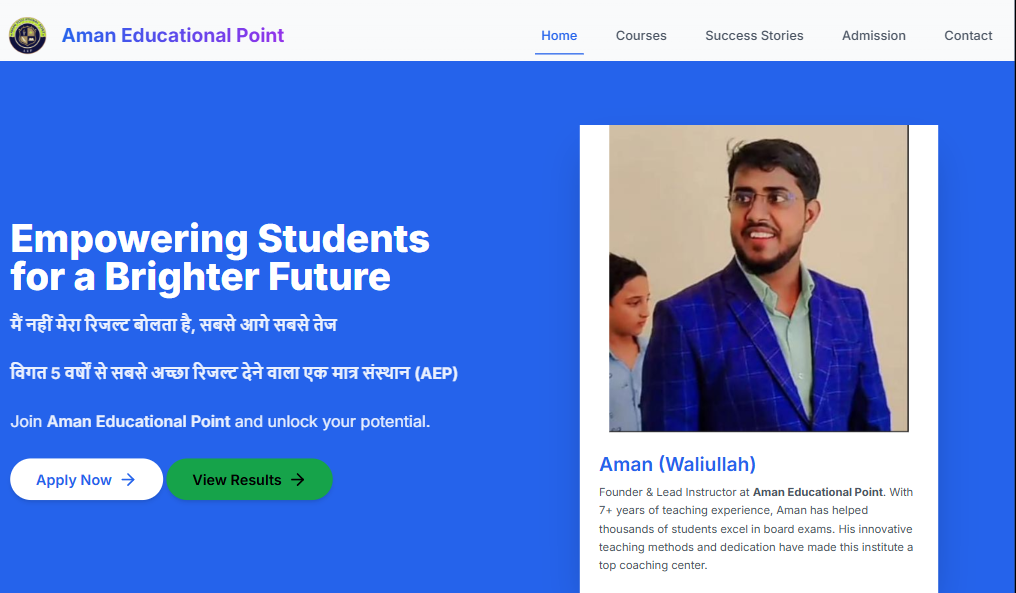 Aman Educational Point
Home
Courses
Success Stories
Admission
Contact
Empowering Students
for a Brighter Future
मैं नहीं मेरा रिजल्ट बोलता है, सबसे आगे सबसे तेज
विगत 5 वर्षों से सबसे अच्छा रिजल्ट देने वाला एक मात्र संस्थान (AEP)
Join Aman Educational Point and unlock your potential.
Apply Now →
View Results →
Aman (Waliullah)
Founder & Lead Instructor at Aman Educational Point. With
7+ years of teaching experience, Aman has helped
thousands of students excel in board exams. His innovative
teaching methods and dedication have made this institute a
top coaching center.